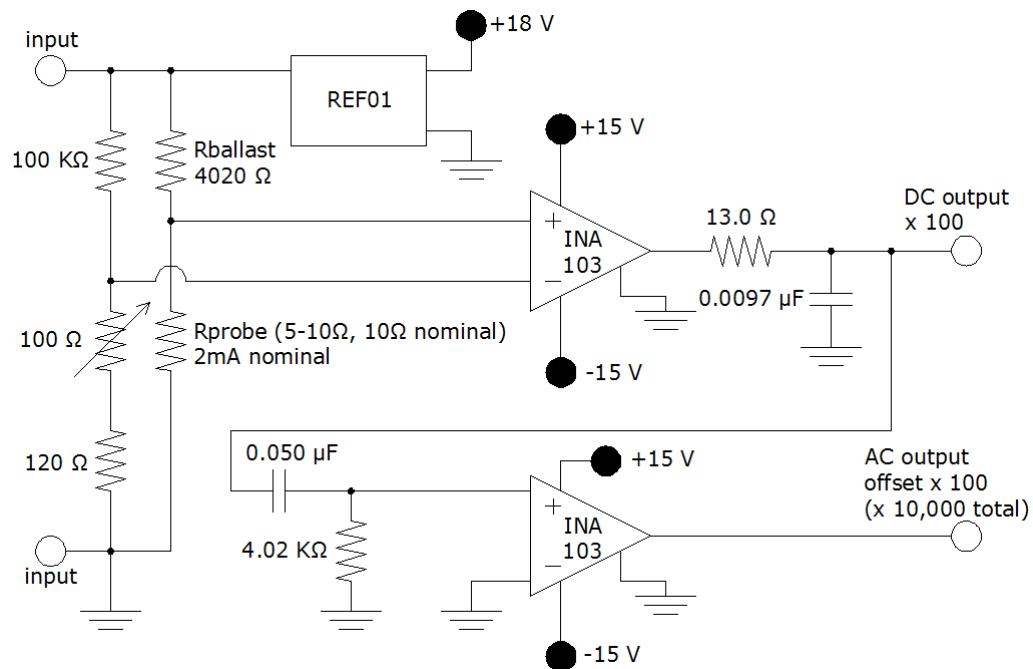 +18 V
input
REF01
100 KΩ
Rballast
4020 Ω
+15 V
DC output
x 100
13.0 Ω
+
INA
103
−
0.0097 µF
100 Ω
Rprobe (5-10Ω, 10Ω nominal)
2mA nominal
-15 V
120 Ω
0.050 µF
+15 V
AC output
offset x 100
(x 10,000 total)
+
INA
103
−
4.02 KΩ
input
-15 V